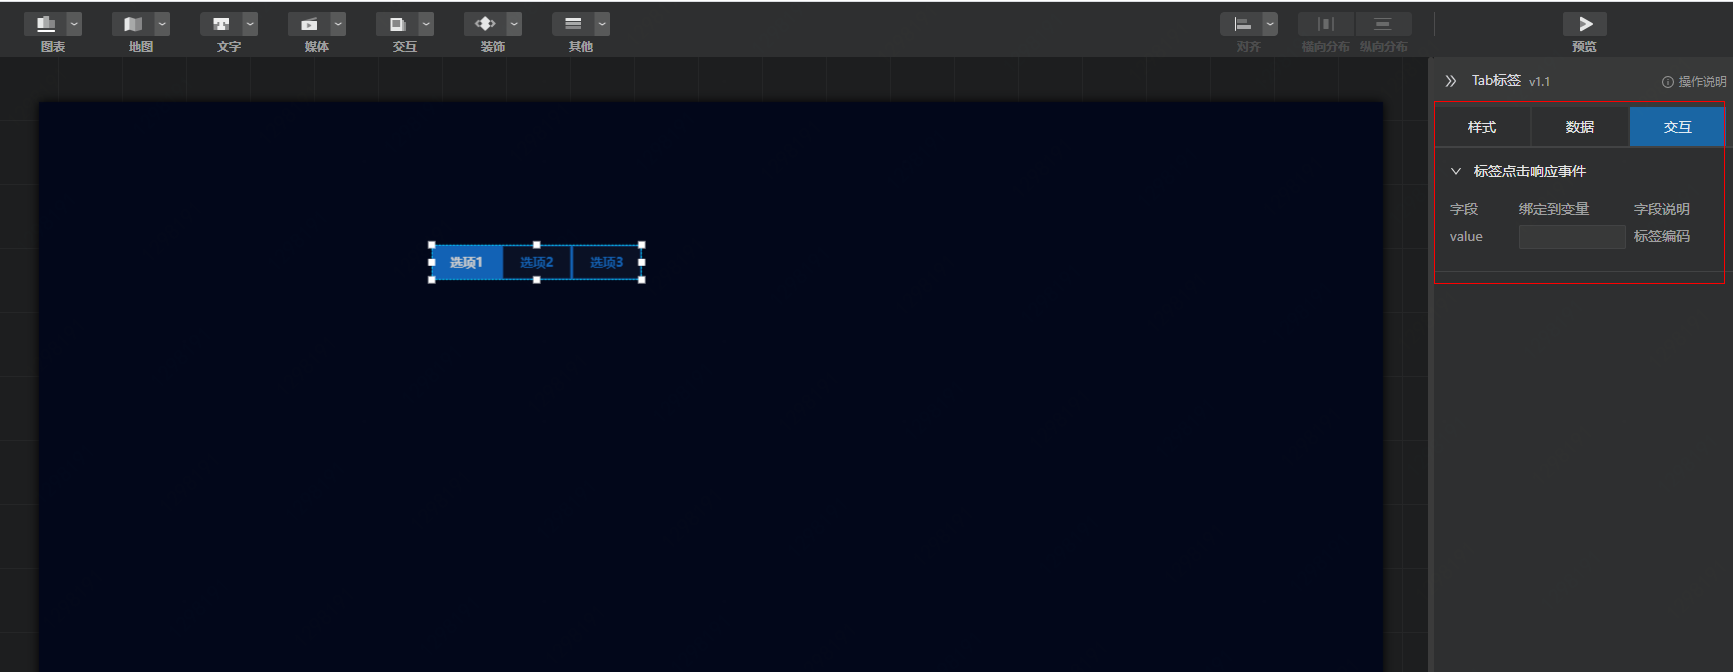 图表 地图 文字 媒体 交互 装饰 其他 对齐 横向分布 纵向分布 预览
Tab标签 v1.1 操作说明
样式 数据 交互
标签点击响应事件
字段 绑定到变量 字段说明
value 标签编码
选项1 选项2 选项3